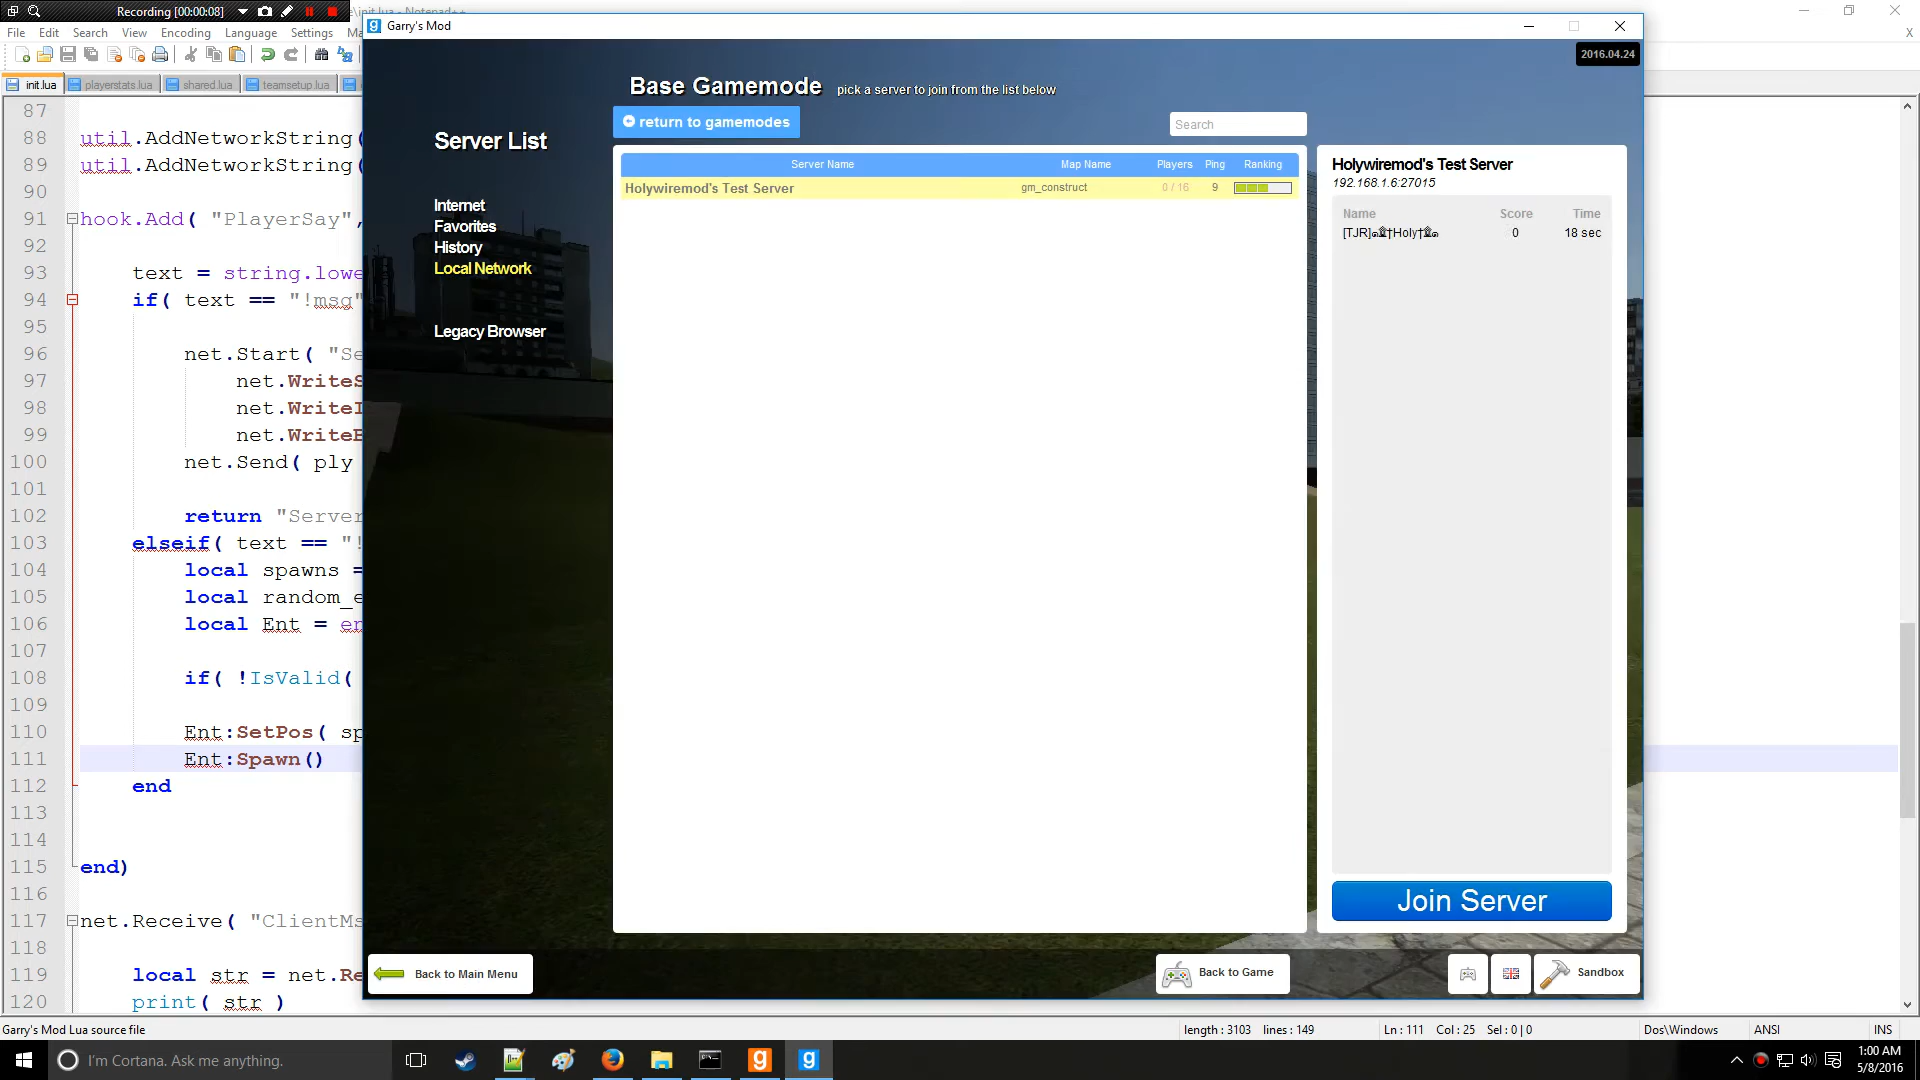 Recording [00:00:08]
\init.lua - Notepad++
Garry's Mod
File Edit Search View Encoding Language Settings
2016.04.24
init.lua playerstats.lua shared.lua teamsetup.lua
Base Gamemode pick a server to join from the list below
return to gamemodes
Search
Server List
Internet
Favorites
History
Local Network
Legacy Browser
Server Name Map Name Players Ping Ranking
Holywiremod's Test Server gm_construct 0 / 16 9
Holywiremod's Test Server
192.168.1.6:27015
Name Score Time
0 18 sec
Join Server
Back to Main Menu
Back to Game
Sandbox
87
88 util.AddNetworkString(
89 util.AddNetworkString(
90
91 hook.Add( "PlayerSay",
92
93 text = string.lowe
94 if( text == "!msg"
95
96 net.Start( "Se
97 net.WriteS
98 net.WriteI
99 net.WriteB
100 net.Send( ply
101
102 return "Server
103 elseif( text == "!
104 local spawns =
105 local random_e
106 local Ent = en
107
108 if( !IsValid(
109
110 Ent:SetPos( sp
111 Ent:Spawn()
112 end
113
114
115 end)
116
117 net.Receive( "ClientMs
118
119 local str = net.Re
120 print( str )
Garry's Mod Lua source file length : 3103 lines : 149 Ln : 111 Col : 25 Sel : 0 | 0 Dos\Windows ANSI INS
I'm Cortana. Ask me anything.
1:00 AM
5/8/2016